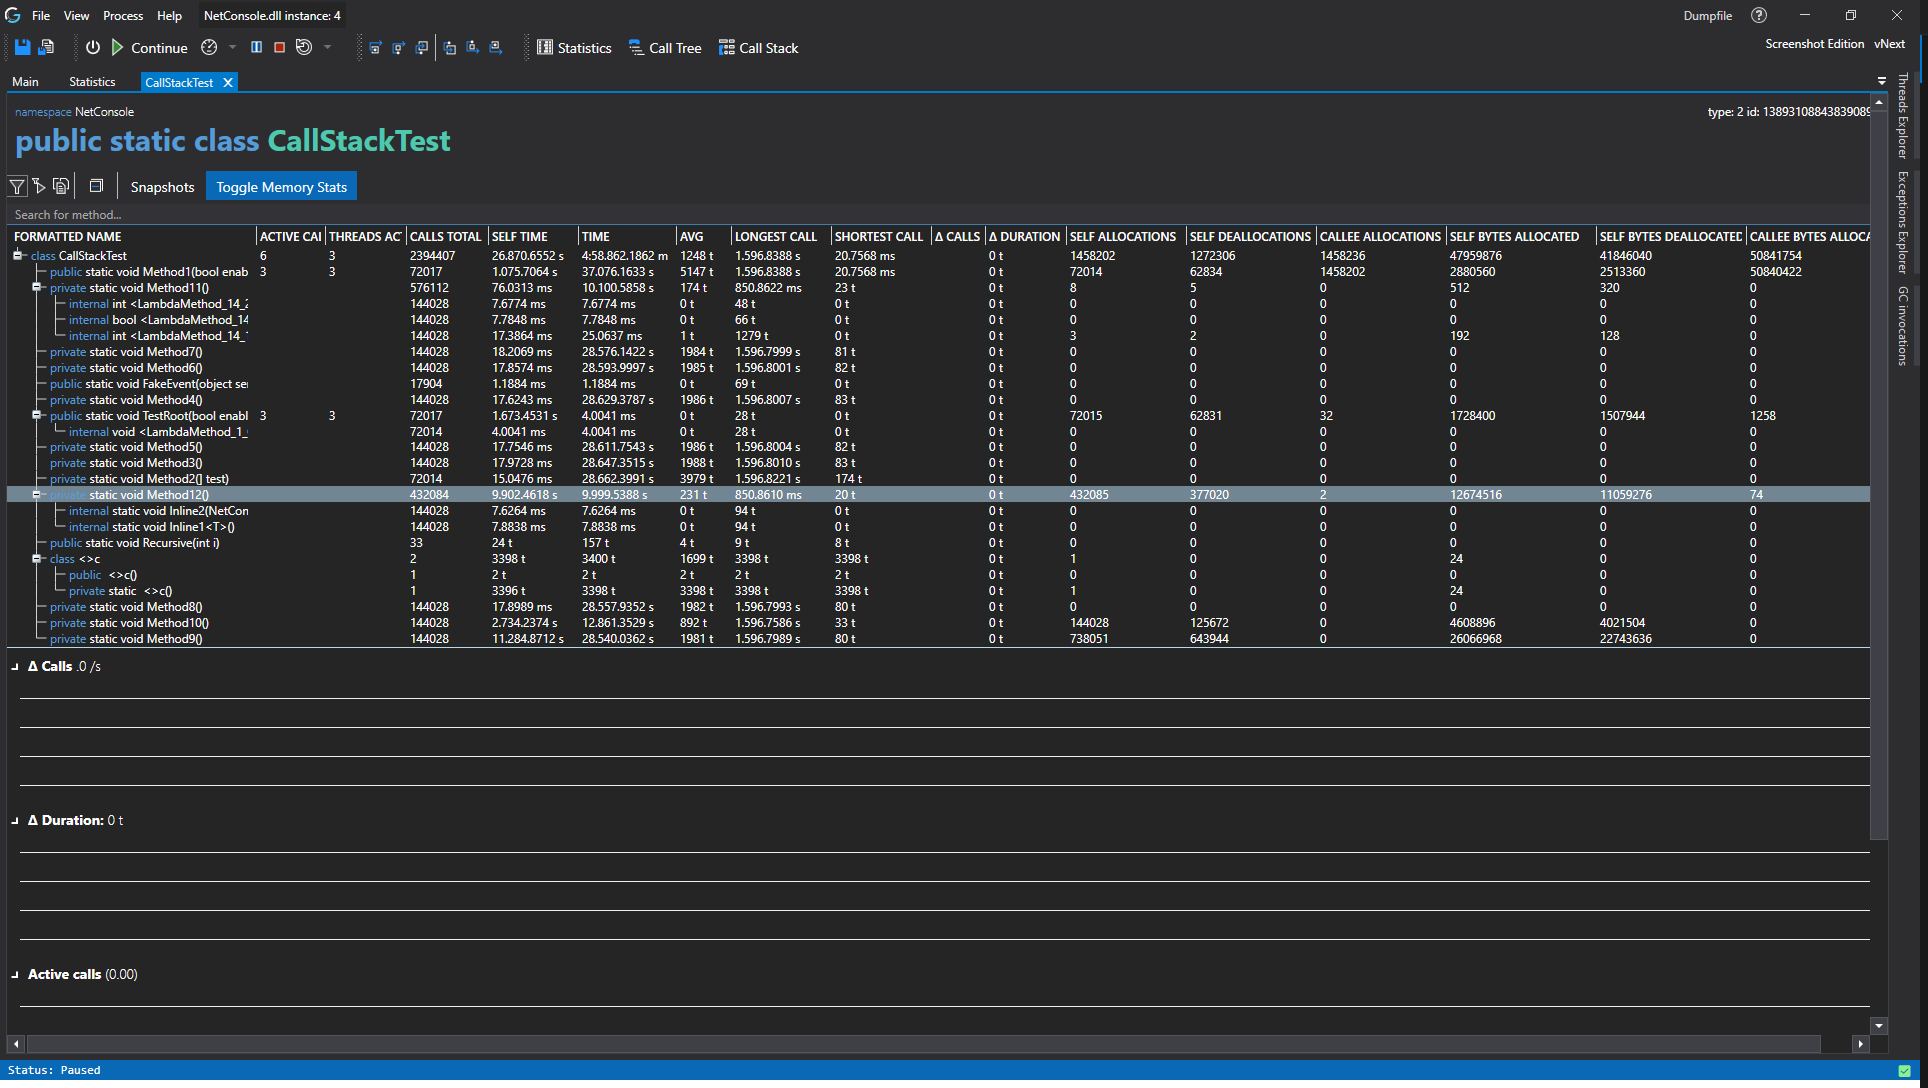 File View Process Help NetConsole.dll instance: 4 Dumpfile
Continue Statistics Call Tree Call Stack Screenshot Edition vNext
Main Statistics CallStackTest
namespace NetConsole type: 2 id: 13893108843839089
public static class CallStackTest
Snapshots Toggle Memory Stats
Search for method...
FORMATTED NAME ACTIVE CAI THREADS AC CALLS TOTAL SELF TIME TIME AVG LONGEST CALL SHORTEST CALL Δ CALLS Δ DURATION SELF ALLOCATIONS SELF DEALLOCATIONS CALLEE ALLOCATIONS SELF BYTES ALLOCATED SELF BYTES DEALLOCATED CALLEE BYTES ALLOCA
class CallStackTest 6 3 2394407 26.870.6552 s 4:58.862.1862 m 1248 t 1.596.8388 s 20.7568 ms 0 t 1458202 1272306 1458236 47959876 41846040 50841754
public static void Method1(bool enab 3 3 72017 1.075.7064 s 37.076.1633 s 5147 t 1.596.8388 s 20.7568 ms 0 t 72014 62834 1458202 2880560 2513360 50840422
private static void Method11() 576112 76.0313 ms 10.100.5858 s 174 t 850.8622 ms 23 t 0 t 8 5 0 512 320 0
internal int <LambdaMethod_14_2 144028 7.6774 ms 7.6774 ms 0 t 48 t 0 t 0 t 0 0 0 0 0 0
internal bool <LambdaMethod_14 144028 7.7848 ms 7.7848 ms 0 t 66 t 0 t 0 t 0 0 0 0 0 0
internal int <LambdaMethod_14_1 144028 17.3864 ms 25.0637 ms 1 t 1279 t 0 t 0 t 3 2 0 192 128 0
private static void Method7() 144028 18.2069 ms 28.576.1422 s 1984 t 1.596.7999 s 81 t 0 t 0 0 0 0 0 0
private static void Method6() 144028 17.8574 ms 28.593.9997 s 1985 t 1.596.8001 s 82 t 0 t 0 0 0 0 0 0
public static void FakeEvent(object se 17904 1.1884 ms 1.1884 ms 0 t 69 t 0 t 0 t 0 0 0 0 0 0
private static void Method4() 144028 17.6243 ms 28.629.3787 s 1986 t 1.596.8007 s 83 t 0 t 0 0 0 0 0 0
public static void TestRoot(bool enabl 3 3 72017 1.673.4531 s 4.0041 ms 0 t 28 t 0 t 0 t 72015 62831 32 1728400 1507944 1258
internal void <LambdaMethod_1_ 72014 4.0041 ms 4.0041 ms 0 t 28 t 0 t 0 t 0 0 0 0 0 0
private static void Method5() 144028 17.7546 ms 28.611.7543 s 1986 t 1.596.8004 s 82 t 0 t 0 0 0 0 0 0
private static void Method3() 144028 17.9728 ms 28.647.3515 s 1988 t 1.596.8010 s 83 t 0 t 0 0 0 0 0 0
private static void Method2(J test) 72014 15.0476 ms 28.662.3991 s 3979 t 1.596.8221 s 174 t 0 t 0 0 0 0 0 0
private static void Method12() 432084 9.902.4618 s 9.999.5388 s 231 t 850.8610 ms 20 t 0 t 432085 377020 2 12674516 11059276 74
internal static void Inline2(NetCon 144028 7.6264 ms 7.6264 ms 0 t 94 t 0 t 0 t 0 0 0 0 0 0
internal static void Inline1<T>() 144028 7.8838 ms 7.8838 ms 0 t 94 t 0 t 0 t 0 0 0 0 0 0
public static void Recursive(int i) 33 24 t 157 t 4 t 9 t 8 t 0 t 0 0 0 0 0 0
class <>c 2 3398 t 3400 t 1699 t 3398 t 3398 t 0 t 1 0 0 24 0 0
public <>c() 1 2 t 2 t 2 t 2 t 2 t 0 t 0 0 0 0 0 0
private static <>c() 1 3396 t 3398 t 3398 t 3398 t 3398 t 0 t 1 0 0 24 0 0
private static void Method8() 144028 17.8989 ms 28.557.9352 s 1982 t 1.596.7993 s 80 t 0 t 0 0 0 0 0 0
private static void Method10() 144028 2.734.2374 s 12.861.3529 s 892 t 1.596.7586 s 33 t 0 t 144028 125672 0 4608896 4021504 0
private static void Method9() 144028 11.284.8712 s 28.540.0362 s 1981 t 1.596.7989 s 80 t 0 t 738051 643944 0 26066968 22743636 0
Δ Calls .0 /s
Δ Duration: 0 t
Active calls (0.00)
Status: Paused
Threads Explorer
Exceptions Explorer
GC invocations